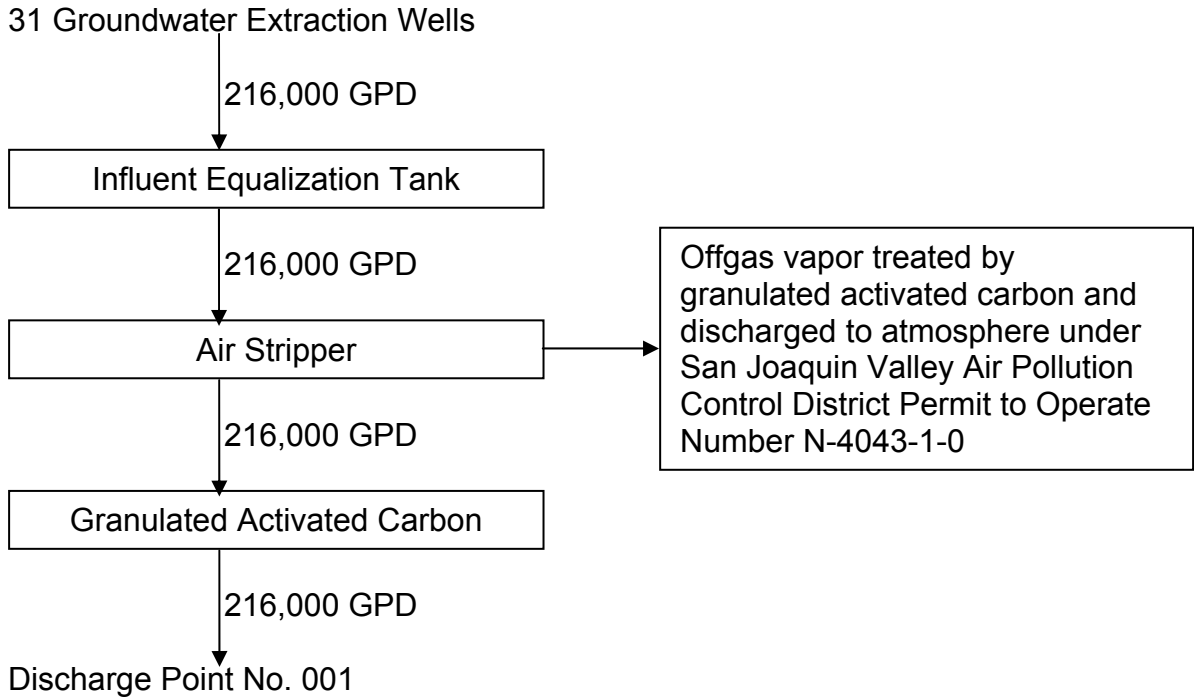 31 Groundwater Extraction Wells
216,000 GPD
Influent Equalization Tank
216,000 GPD
Air Stripper
Offgas vapor treated by
granulated activated carbon and
discharged to atmosphere under
San Joaquin Valley Air Pollution
Control District Permit to Operate
Number N-4043-1-0
216,000 GPD
Granulated Activated Carbon
216,000 GPD
Discharge Point No. 001